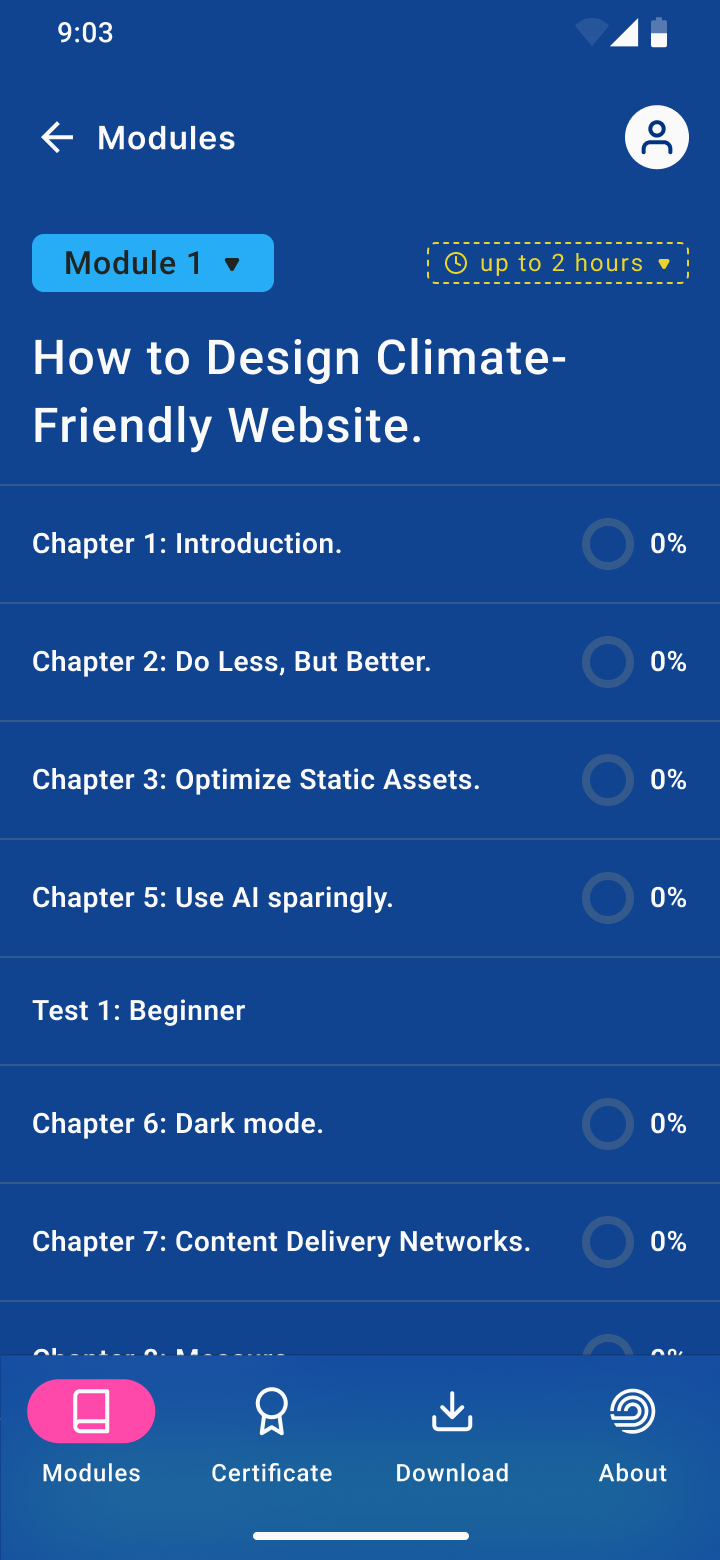 9:03
Modules
Module 1
up to 2 hours
How to Design Climate-
Friendly Website.
Chapter 1: Introduction.
0%
Chapter 2: Do Less, But Better.
0%
Chapter 3: Optimize Static Assets.
0%
Chapter 5: Use AI sparingly.
0%
Test 1: Beginner
Chapter 6: Dark mode.
0%
Chapter 7: Content Delivery Networks.
0%
Modules
Certificate
Download
About